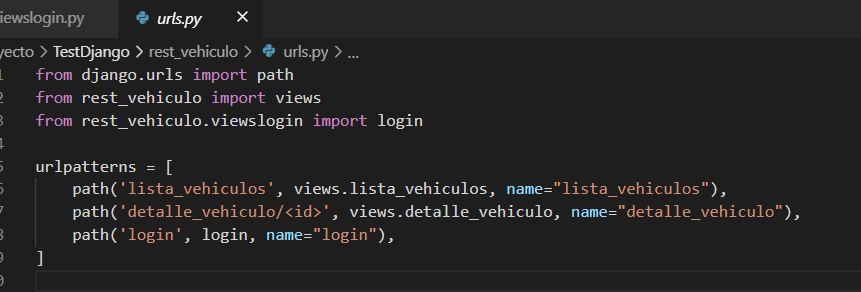 iewslogin.py urls.py ×
yecto > TestDjango > rest_vehiculo > urls.py > ...
1 from django.urls import path
2 from rest_vehiculo import views
3 from rest_vehiculo.viewslogin import login
4
5 urlpatterns = [
6     path('lista_vehiculos', views.lista_vehiculos, name="lista_vehiculos"),
7     path('detalle_vehiculo/<id>', views.detalle_vehiculo, name="detalle_vehiculo"),
8     path('login', login, name="login"),
9 ]
0